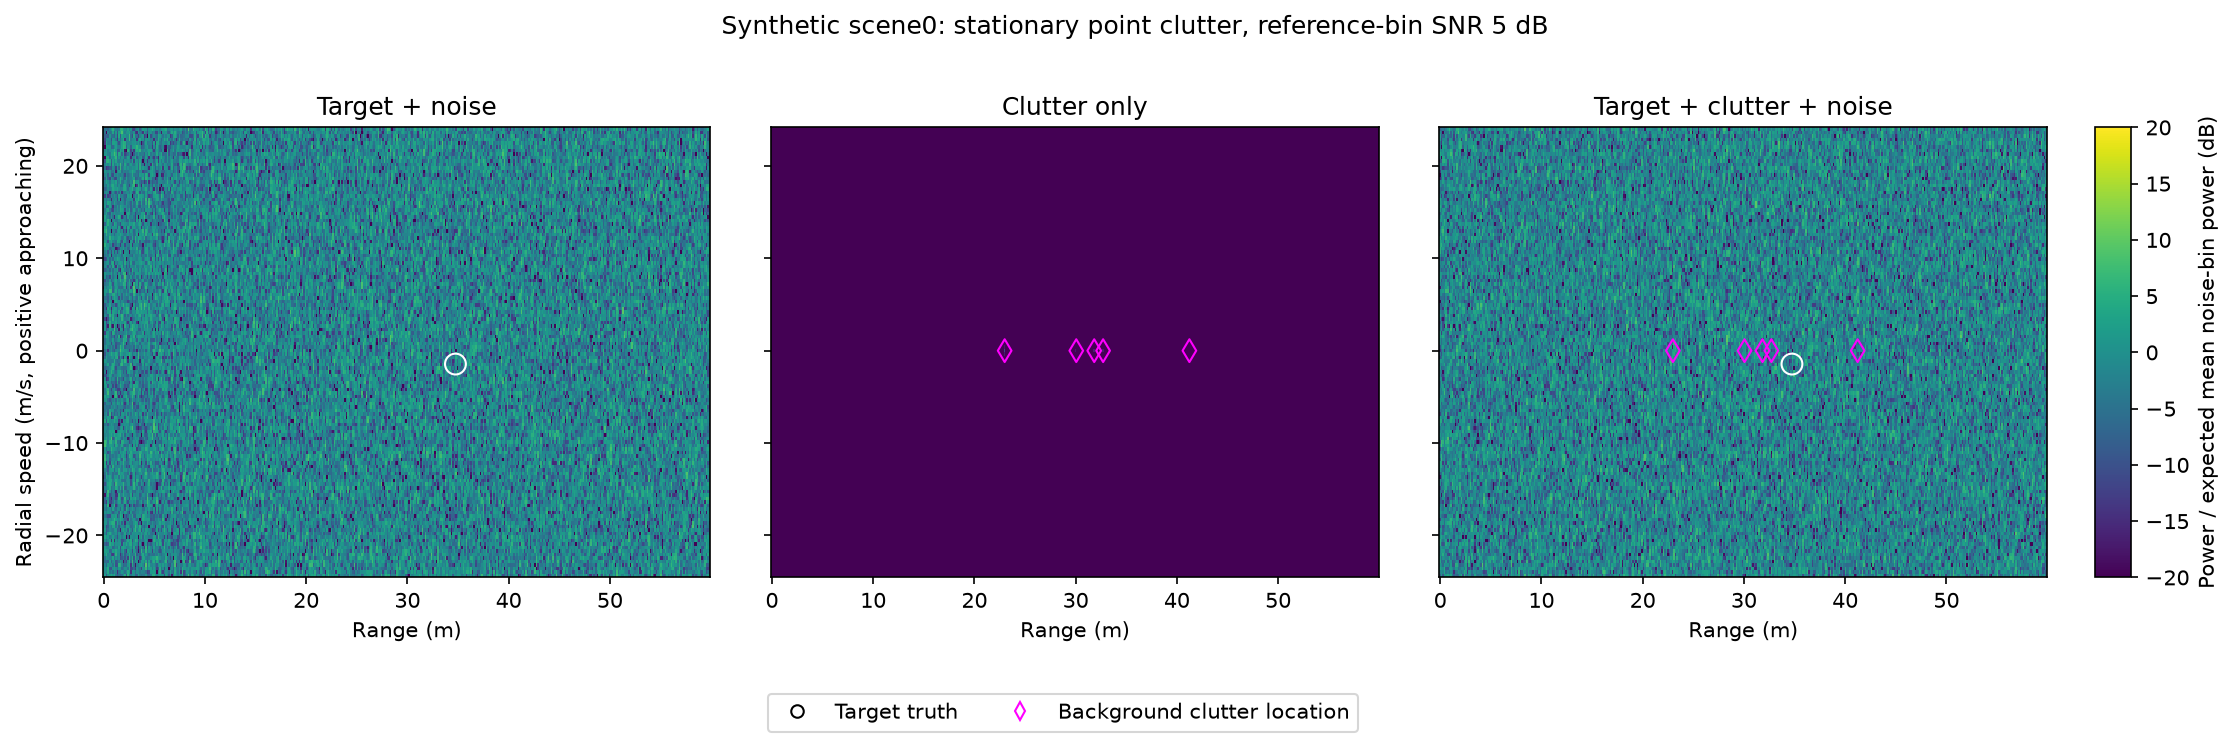 Synthetic scene0: stationary point clutter, reference-bin SNR 5 dB
Target + noise
Clutter only
Target + clutter + noise
Radial speed (m/s, positive approaching)
20
10
0
−10
−20
0 10 20 30 40 50
Range (m)
0 10 20 30 40 50
Range (m)
0 10 20 30 40 50
Range (m)
20
15
10
5
0
−5
−10
−15
−20
Power / expected mean noise-bin power (dB)
Target truth
Background clutter location